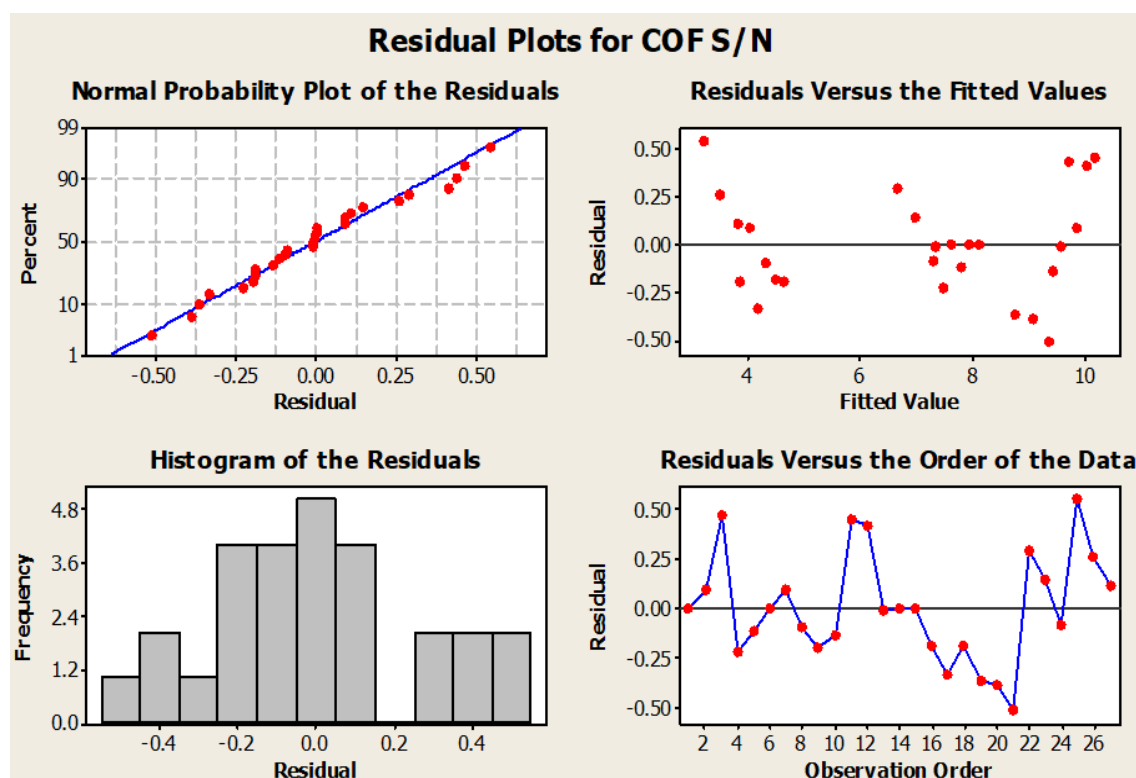 Residual Plots for COF S/N
Normal Probability Plot of the Residuals
99
90
50
10
1
Percent
-0.50 -0.25 0.00 0.25 0.50
Residual
Residuals Versus the Fitted Values
0.50
0.25
0.00
-0.25
-0.50
Residual
4 6 8 10
Fitted Value
Histogram of the Residuals
4.8
3.6
2.4
1.2
0.0
Frequency
-0.4 -0.2 0.0 0.2 0.4
Residual
Residuals Versus the Order of the Data
0.50
0.25
0.00
-0.25
-0.50
Residual
2 4 6 8 10 12 14 16 18 20 22 24 26
Observation Order